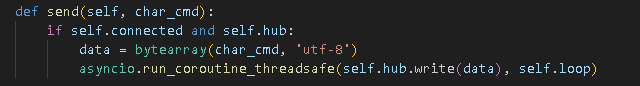 def send(self, char_cmd):
    if self.connected and self.hub:
        data = bytearray(char_cmd, 'utf-8')
        asyncio.run_coroutine_threadsafe(self.hub.write(data), self.loop)